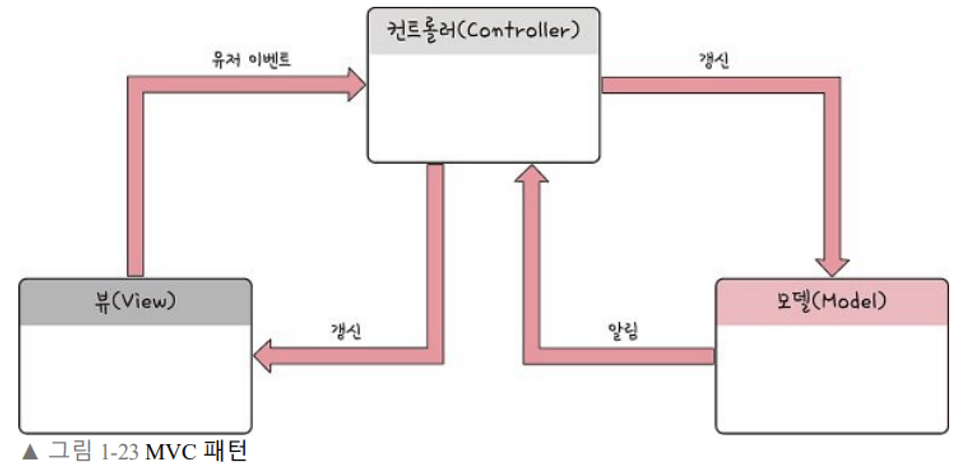 컨트롤러(Controller)
유저 이벤트
갱신
뷰(View)
모델(Model)
갱신
알림
▲ 그림 1-23 MVC 패턴